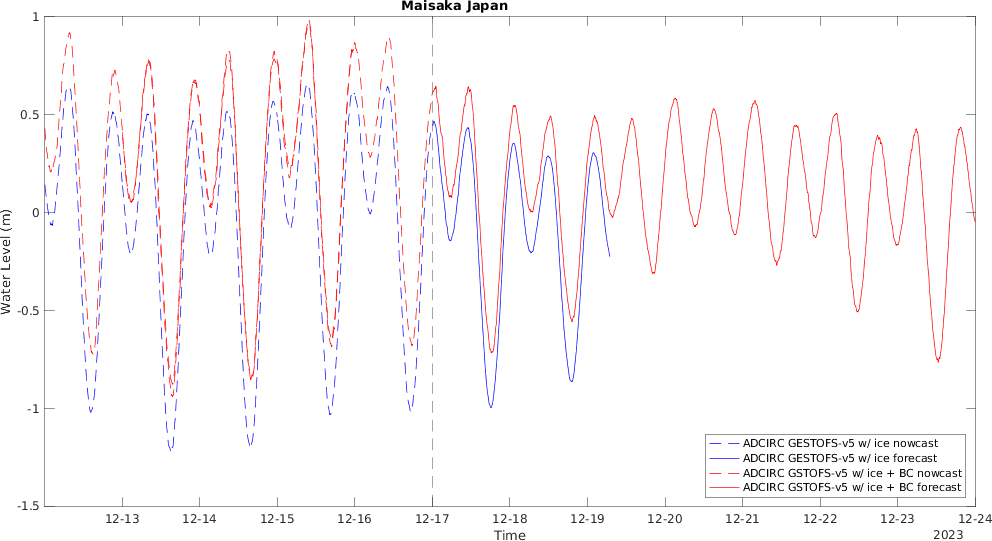 Maisaka Japan
1
0.5
0
-0.5
-1
-1.5
Water Level (m)
ADCIRC GESTOFS-v5 w/ ice nowcast
ADCIRC GESTOFS-v5 w/ ice forecast
ADCIRC GSTOFS-v5 w/ ice + BC nowcast
ADCIRC GSTOFS-v5 w/ ice + BC forecast
12-13 12-14 12-15 12-16 12-17 12-18 12-19 12-20 12-21 12-22 12-23 12-24
Time
2023